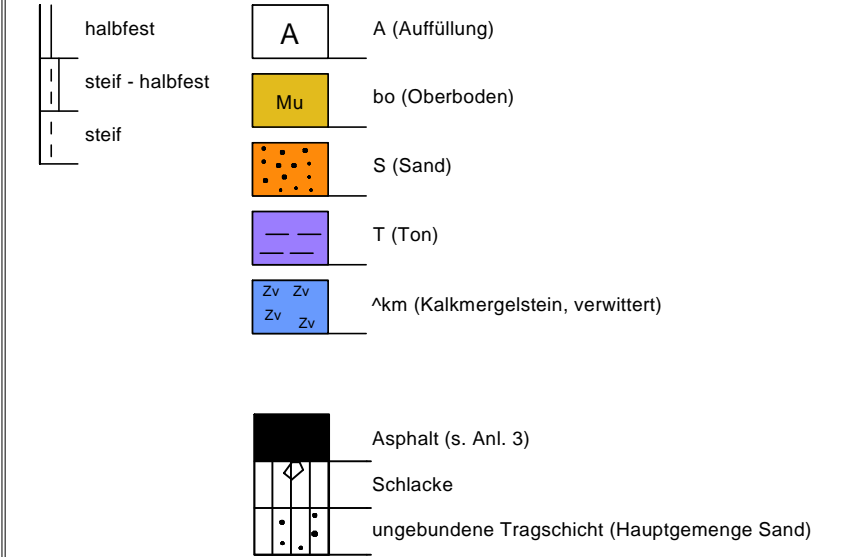 halbfest
steif - halbfest
steif
A
A (Auffüllung)
Mu
bo (Oberboden)
S (Sand)
T (Ton)
Zv Zv
Zv Zv
^km (Kalkmergelstein, verwittert)
Asphalt (s. Anl. 3)
Schlacke
ungebundene Tragschicht (Hauptgemenge Sand)